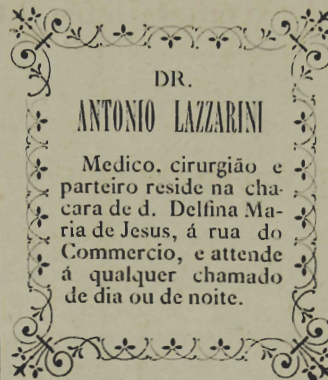 DR.
ANTONIO LAZZARINI
Medico, cirurgião e
parteiro reside na cha-
cara de d. Delfina Ma-
ria de Jesus, á rua do
Commercio, e attende
á qualquer chamado
de dia ou de noite.